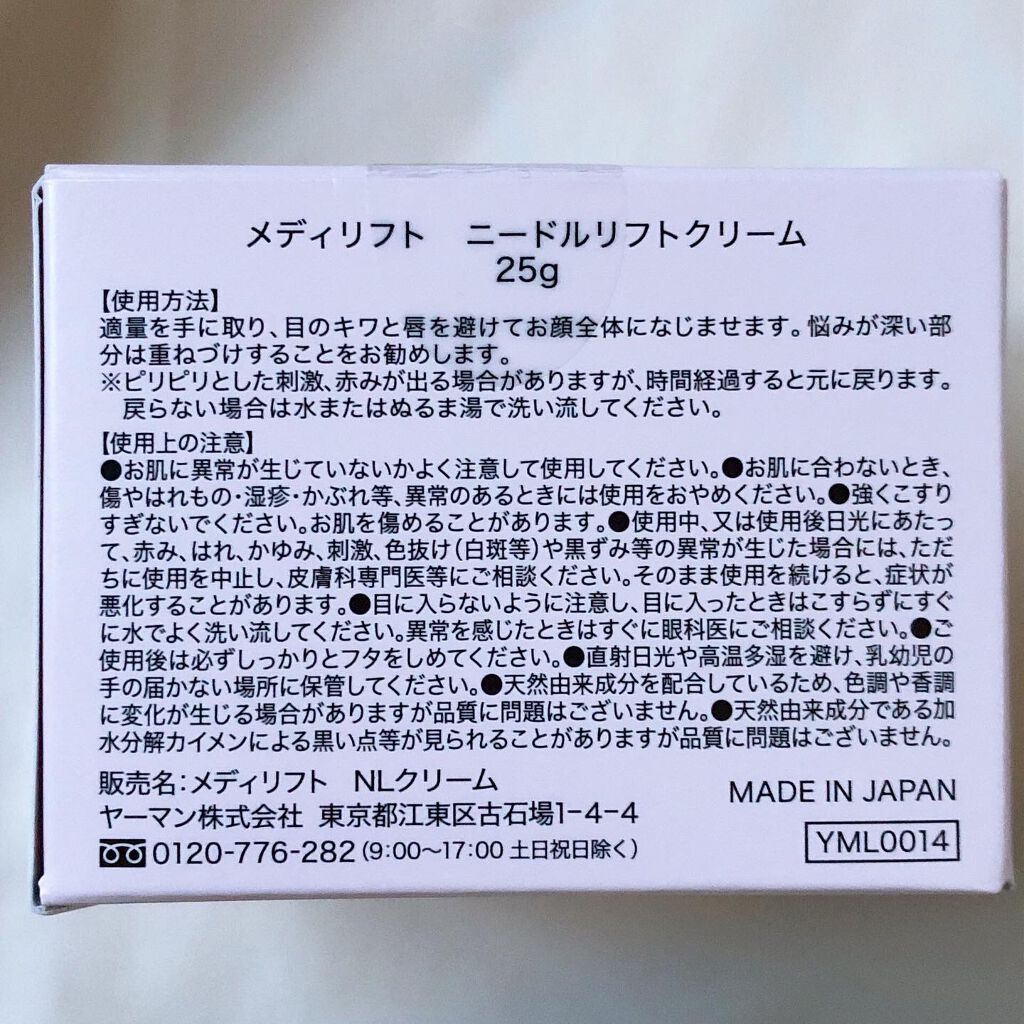 メディリフト　ニードルリフトクリーム
25g
【使用方法】
適量を手に取り、目のキワと唇を避けてお顔全体になじませます。悩みが深い部
分は重ねづけすることをお勧めします。
※ピリピリとした刺激、赤みが出る場合がありますが、時間経過すると元に戻ります。
戻らない場合は水またはぬるま湯で洗い流してください。
【使用上の注意】
●お肌に異常が生じていないかよく注意して使用してください。●お肌に合わないとき、
傷やはれもの・湿疹・かぶれ等、異常のあるときには使用をおやめください。●強くこすり
すぎないでください。お肌を傷めることがあります。●使用中、又は使用後日光にあたっ
て、赤み、はれ、かゆみ、刺激、色抜け（白斑等）や黒ずみ等の異常が生じた場合には、ただ
ちに使用を中止し、皮膚科専門医等にご相談ください。そのまま使用を続けると、症状が
悪化することがあります。●目に入らないように注意し、目に入ったときはこすらずにすぐ
に水でよく洗い流してください。異常を感じたときはすぐに眼科医にご相談ください。●ご
使用後は必ずしっかりとフタをしめてください。●直射日光や高温多湿を避け、乳幼児の
手の届かない場所に保管してください。●天然由来成分を配合しているため、色調や香調
に変化が生じる場合がありますが品質に問題はございません。●天然由来成分である加
水分解カイメンによる黒い点等が見られることがありますが品質に問題はございません。
販売名：メディリフト　NLクリーム
ヤーマン株式会社 東京都江東区古石場1-4-4
0120-776-282（9:00〜17:00 土日祝日除く）
MADE IN JAPAN
YML0014